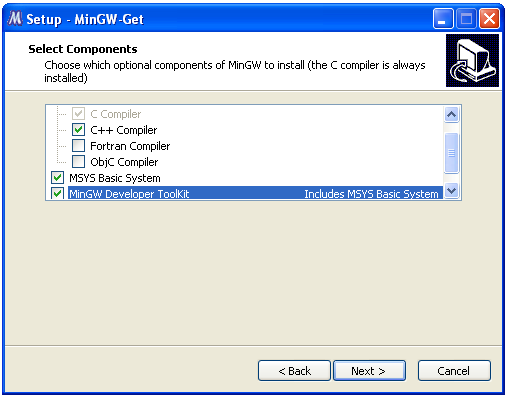 Setup - MinGW-Get
Select Components
Choose which optional components of MinGW to install (the C compiler is always
installed)
C Compiler
C++ Compiler
Fortran Compiler
ObjC Compiler
MSYS Basic System
MinGW Developer ToolKit Includes MSYS Basic System
< Back Next > Cancel